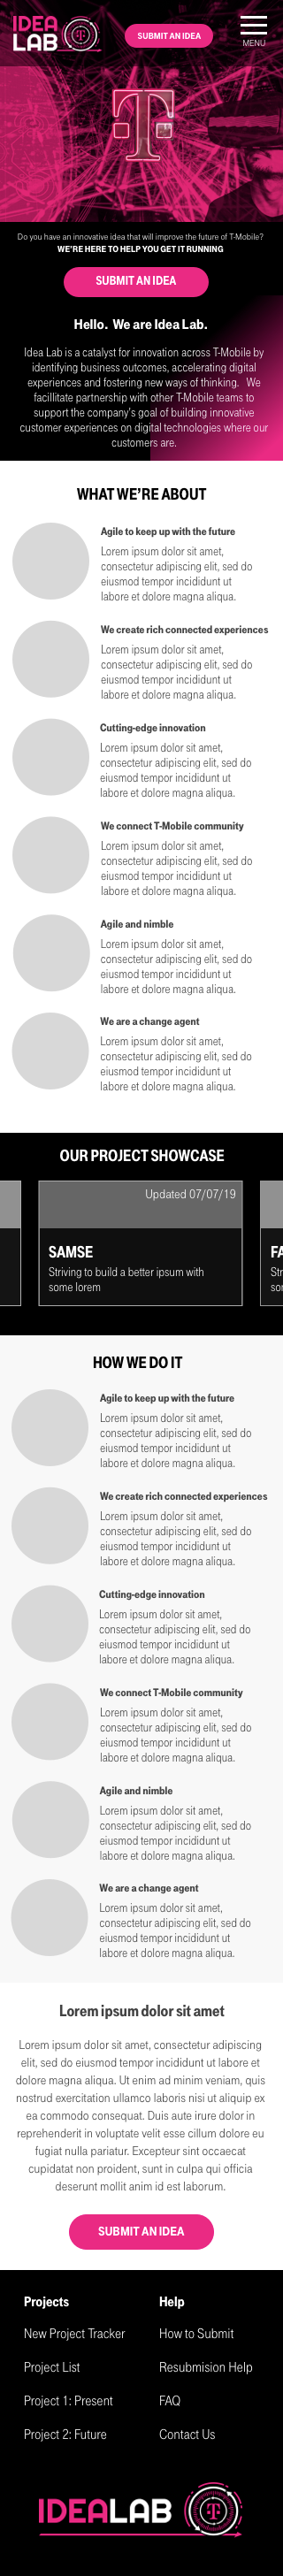 IDEA
LAB
SUBMIT AN IDEA
MENU
Do you have an innovative idea that will improve the future of T-Mobile?
WE'RE HERE TO HELP YOU GET IT RUNNING
SUBMIT AN IDEA
Hello. We are Idea Lab.
Idea Lab is a catalyst for innovation across T-Mobile by
identifying business outcomes, accelerating digital
experiences and fostering new ways of thinking. We
facillitate partnership with other T-Mobile teams to
support the company's goal of building innovative
customer experiences on digital technologies where our
customers are.
WHAT WE'RE ABOUT
Agile to keep up with the future
Lorem ipsum dolor sit amet,
consectetur adipiscing elit, sed do
eiusmod tempor incididunt ut
labore et dolore magna aliqua.
We create rich connected experiences
Lorem ipsum dolor sit amet,
consectetur adipiscing elit, sed do
eiusmod tempor incididunt ut
labore et dolore magna aliqua.
Cutting-edge innovation
Lorem ipsum dolor sit amet,
consectetur adipiscing elit, sed do
eiusmod tempor incididunt ut
labore et dolore magna aliqua.
We connect T-Mobile community
Lorem ipsum dolor sit amet,
consectetur adipiscing elit, sed do
eiusmod tempor incididunt ut
labore et dolore magna aliqua.
Agile and nimble
Lorem ipsum dolor sit amet,
consectetur adipiscing elit, sed do
eiusmod tempor incididunt ut
labore et dolore magna aliqua.
We are a change agent
Lorem ipsum dolor sit amet,
consectetur adipiscing elit, sed do
eiusmod tempor incididunt ut
labore et dolore magna aliqua.
OUR PROJECT SHOWCASE
Updated 07/07/19
SAMSE
Striving to build a better ipsum with
some lorem
FA
Str
sor
HOW WE DO IT
Agile to keep up with the future
Lorem ipsum dolor sit amet,
consectetur adipiscing elit, sed do
eiusmod tempor incididunt ut
labore et dolore magna aliqua.
We create rich connected experiences
Lorem ipsum dolor sit amet,
consectetur adipiscing elit, sed do
eiusmod tempor incididunt ut
labore et dolore magna aliqua.
Cutting-edge innovation
Lorem ipsum dolor sit amet,
consectetur adipiscing elit, sed do
eiusmod tempor incididunt ut
labore et dolore magna aliqua.
We connect T-Mobile community
Lorem ipsum dolor sit amet,
consectetur adipiscing elit, sed do
eiusmod tempor incididunt ut
labore et dolore magna aliqua.
Agile and nimble
Lorem ipsum dolor sit amet,
consectetur adipiscing elit, sed do
eiusmod tempor incididunt ut
labore et dolore magna aliqua.
We are a change agent
Lorem ipsum dolor sit amet,
consectetur adipiscing elit, sed do
eiusmod tempor incididunt ut
labore et dolore magna aliqua.
Lorem ipsum dolor sit amet
Lorem ipsum dolor sit amet, consectetur adipiscing
elit, sed do eiusmod tempor incididunt ut labore et
dolore magna aliqua. Ut enim ad minim veniam, quis
nostrud exercitation ullamco laboris nisi ut aliquip ex
ea commodo consequat. Duis aute irure dolor in
reprehenderit in voluptate velit esse cillum dolore eu
fugiat nulla pariatur. Excepteur sint occaecat
cupidatat non proident, sunt in culpa qui officia
deserunt mollit anim id est laborum.
SUBMIT AN IDEA
Projects
New Project Tracker
Project List
Project 1: Present
Project 2: Future
Help
How to Submit
Resubmision Help
FAQ
Contact Us
IDEALAB
T